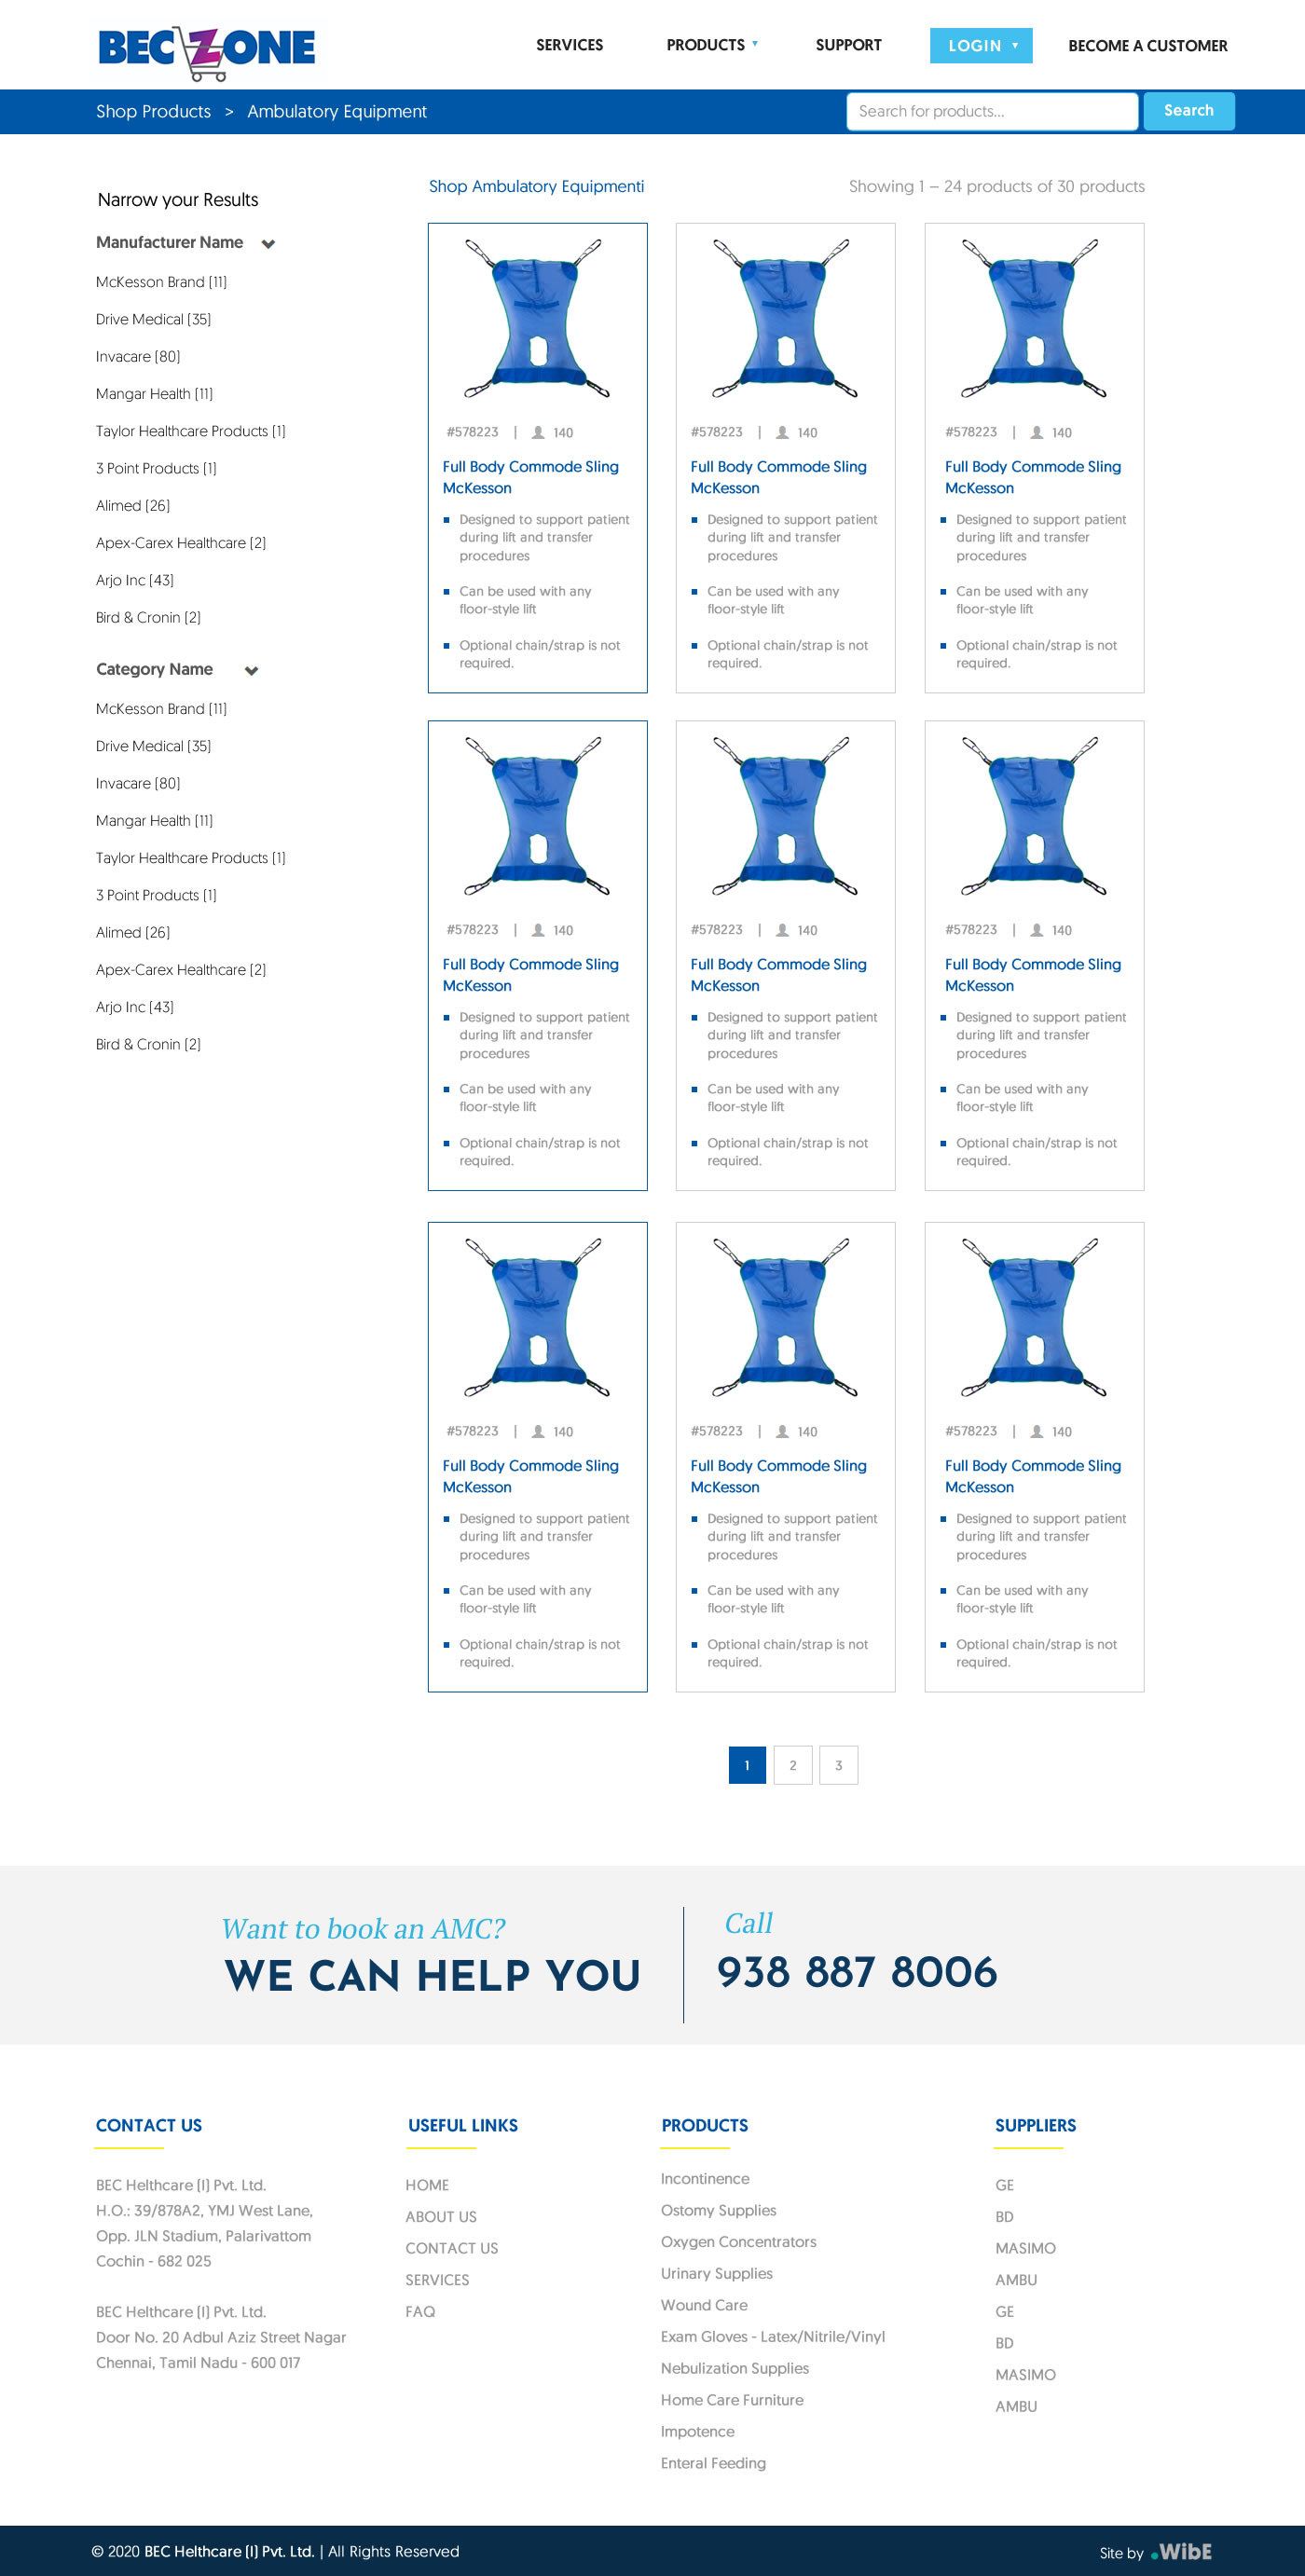 BEC ZONE
SERVICES PRODUCTS ▼ SUPPORT LOGIN ▼ BECOME A CUSTOMER
Shop Products > Ambulatory Equipment
Search for products... Search
Narrow your Results
Manufacturer Name
McKesson Brand (11)
Drive Medical (35)
Invacare (80)
Mangar Health (11)
Taylor Healthcare Products (1)
3 Point Products (1)
Alimed (26)
Apex-Carex Healthcare (2)
Arjo Inc (43)
Bird & Cronin (2)
Category Name
McKesson Brand (11)
Drive Medical (35)
Invacare (80)
Mangar Health (11)
Taylor Healthcare Products (1)
3 Point Products (1)
Alimed (26)
Apex-Carex Healthcare (2)
Arjo Inc (43)
Bird & Cronin (2)
Shop Ambulatory Equipmenti
Showing 1 – 24 products of 30 products
#578223 | 140
Full Body Commode Sling
McKesson
Designed to support patient
during lift and transfer
procedures
Can be used with any
floor-style lift
Optional chain/strap is not
required.
#578223 | 140
Full Body Commode Sling
McKesson
Designed to support patient
during lift and transfer
procedures
Can be used with any
floor-style lift
Optional chain/strap is not
required.
#578223 | 140
Full Body Commode Sling
McKesson
Designed to support patient
during lift and transfer
procedures
Can be used with any
floor-style lift
Optional chain/strap is not
required.
#578223 | 140
Full Body Commode Sling
McKesson
Designed to support patient
during lift and transfer
procedures
Can be used with any
floor-style lift
Optional chain/strap is not
required.
#578223 | 140
Full Body Commode Sling
McKesson
Designed to support patient
during lift and transfer
procedures
Can be used with any
floor-style lift
Optional chain/strap is not
required.
#578223 | 140
Full Body Commode Sling
McKesson
Designed to support patient
during lift and transfer
procedures
Can be used with any
floor-style lift
Optional chain/strap is not
required.
#578223 | 140
Full Body Commode Sling
McKesson
Designed to support patient
during lift and transfer
procedures
Can be used with any
floor-style lift
Optional chain/strap is not
required.
#578223 | 140
Full Body Commode Sling
McKesson
Designed to support patient
during lift and transfer
procedures
Can be used with any
floor-style lift
Optional chain/strap is not
required.
#578223 | 140
Full Body Commode Sling
McKesson
Designed to support patient
during lift and transfer
procedures
Can be used with any
floor-style lift
Optional chain/strap is not
required.
1 2 3
Want to book an AMC?
WE CAN HELP YOU
Call
938 887 8006
CONTACT US
BEC Helthcare (I) Pvt. Ltd.
H.O.: 39/878A2, YMJ West Lane,
Opp. JLN Stadium, Palarivattom
Cochin - 682 025
BEC Helthcare (I) Pvt. Ltd.
Door No. 20 Adbul Aziz Street Nagar
Chennai, Tamil Nadu - 600 017
USEFUL LINKS
HOME
ABOUT US
CONTACT US
SERVICES
FAQ
PRODUCTS
Incontinence
Ostomy Supplies
Oxygen Concentrators
Urinary Supplies
Wound Care
Exam Gloves - Latex/Nitrile/Vinyl
Nebulization Supplies
Home Care Furniture
Impotence
Enteral Feeding
SUPPLIERS
GE
BD
MASIMO
AMBU
GE
BD
MASIMO
AMBU
© 2020 BEC Helthcare (I) Pvt. Ltd. | All Rights Reserved
Site by .WibE